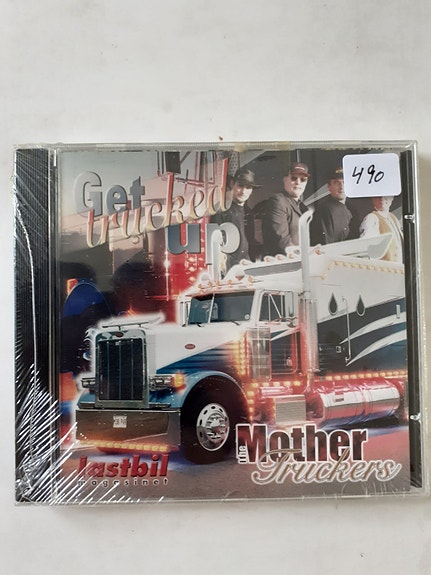 Get
trucked
up
490
The Mother
Truckers
lastbil
magasinet